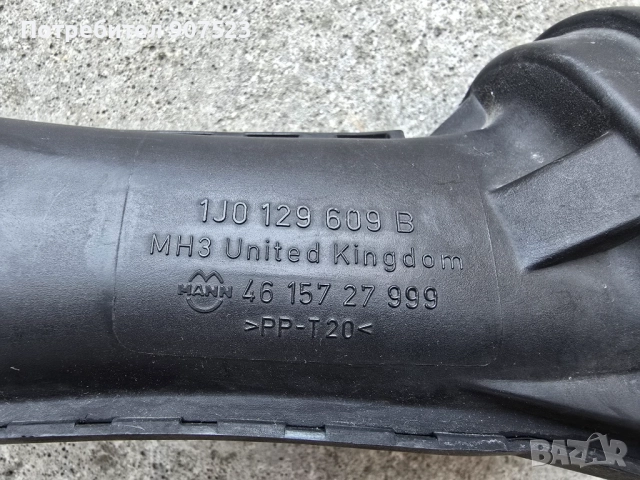 Потребител 907523
1J0 129 609 B
MH3 United Kingdom
MANN 46 157 27 999
>PP-T20<
BAZAR